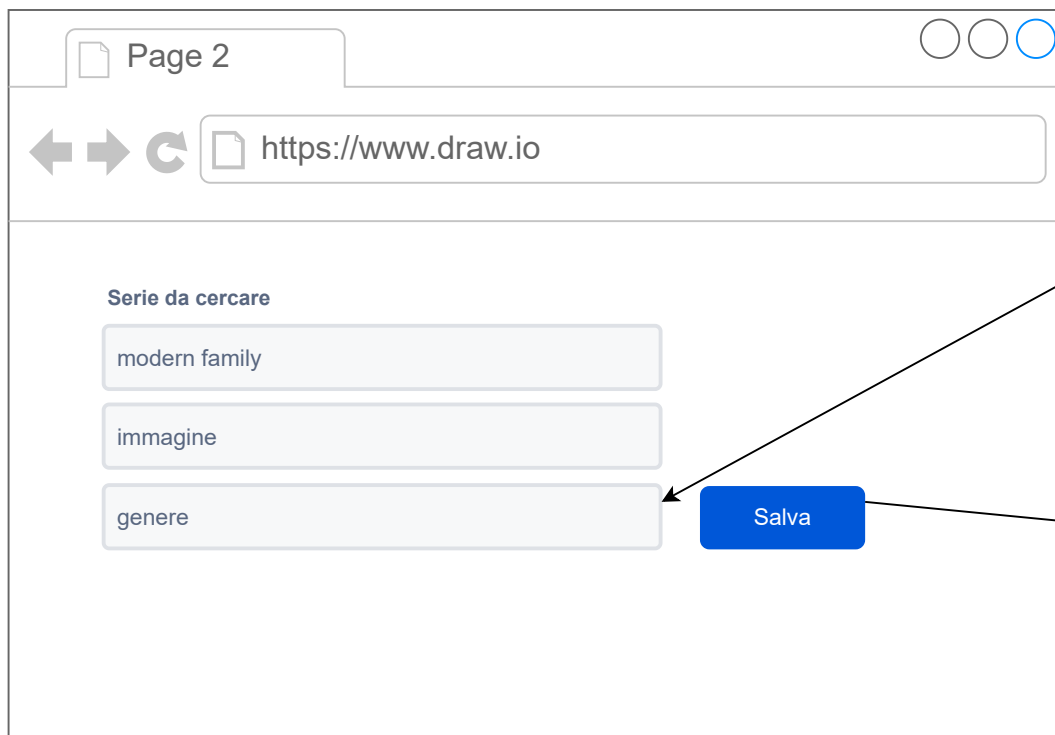 Page 2
https://www.draw.io
Serie da cercare
modern family
immagine
genere
Salva